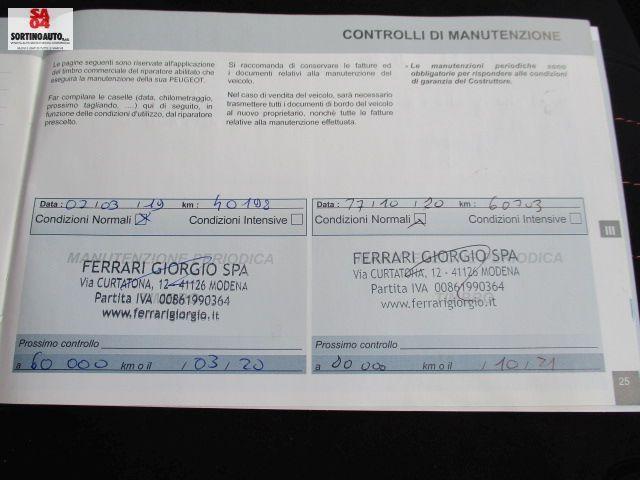 SA
04
SORTINOAUTO S.R.L.
CONTROLLI DI MANUTENZIONE
Le pagine seguenti sono riservate all'applicazione
del timbro commerciale del riparatore abilitato che
eseguirà la manutenzione della sua PEUGEOT.
Far compilare le caselle (data, chilometraggio,
prossimo tagliando, ....) qui di seguito, in
funzione delle condizioni d'utilizzo, dal riparatore
prescelto.
Si raccomanda di conservare le fatture ed
i documenti relativi alla manutenzione del
veicolo.
Nel caso di vendita del veicolo, sarà necessario
trasmettere tutti i documenti di bordo del veicolo
al nuovo proprietario, nonché tutte le fatture
relative alla manutenzione effettuata.
- Le manutenzioni periodiche sono
obbligatorie per rispondere alle condizioni
di garanzia del Costruttore.
Data : 07/03/19 km : 40198
Condizioni Normali Condizioni Intensive
MANUTENZIONE PERIODICA
FERRARI GIORGIO SPA
Via CURTATONA, 12 - 41126 MODENA
Partita IVA 00861990364
www.ferrarigiorgio.it
Prossimo controllo
a 60 000 km o il / 03 / 20
Data : 77/10/20 km : 60703
Condizioni Normali Condizioni Intensive
FERRARI GIORGIO SPA
Via CURTATONA, 12 - 41126 MODENA
Partita IVA 00861990364
www.ferrarigiorgio.it
Prossimo controllo
a 80 000 km o il / 10 / 21
III
25